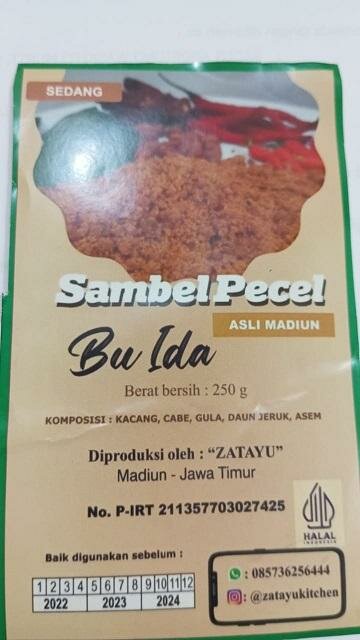 SEDANG
Sambel Pecel
ASLI MADIUN
Bu Ida
Berat bersih : 250 g
KOMPOSISI : KACANG, CABE, GULA, DAUN JERUK, ASEM
Diproduksi oleh : “ZATAYU”
Madiun - Jawa Timur
No. P-IRT 211357703027425
HALAL
INDONESIA
Baik digunakan sebelum :
1 2 3 4 5 6 7 8 9 10 11 12
2022 2023 2024
: 085736256444
: @zatayukitchen